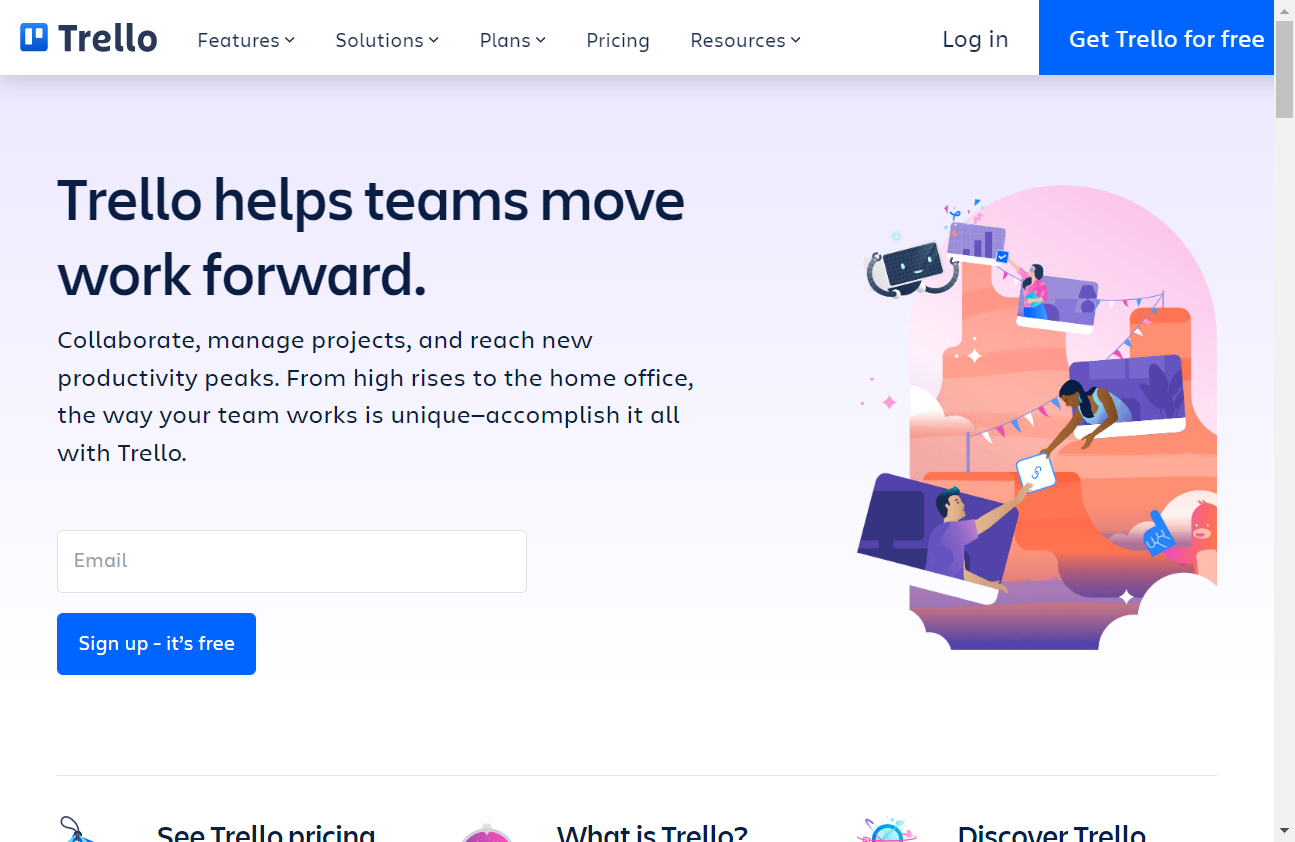 Trello
Features
Solutions
Plans
Pricing
Resources
Log in
Get Trello for free
Trello helps teams move
work forward.
Collaborate, manage projects, and reach new
productivity peaks. From high rises to the home office,
the way your team works is unique—accomplish it all
with Trello.
Email
Sign up - it’s free
See Trello pricing
What is Trello?
Discover Trello